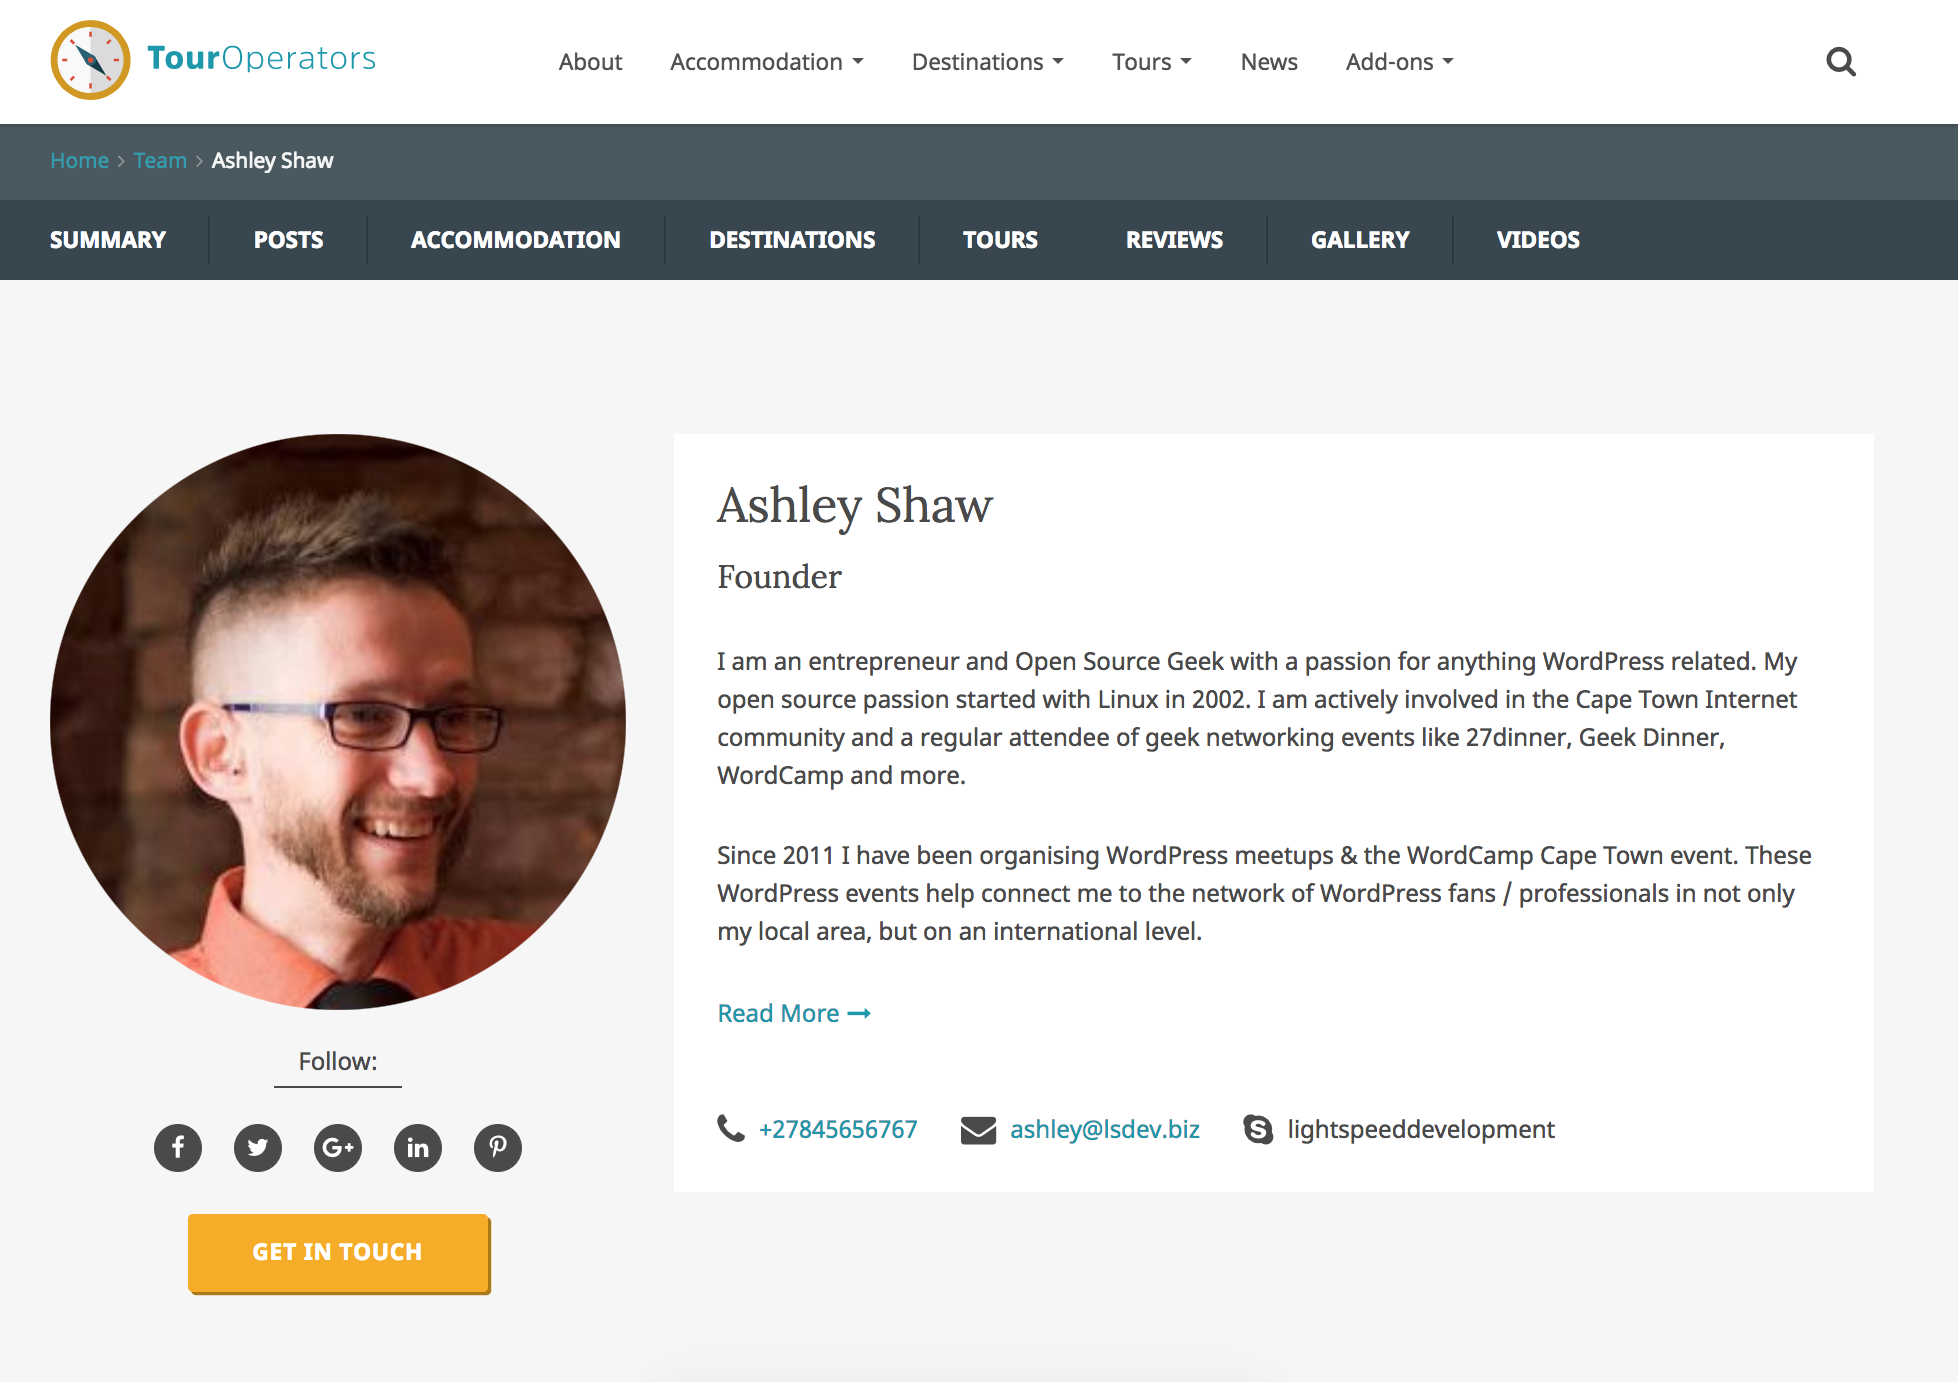 TourOperators
About Accommodation Destinations Tours News Add-ons
Home > Team > Ashley Shaw
SUMMARY POSTS ACCOMMODATION DESTINATIONS TOURS REVIEWS GALLERY VIDEOS
Ashley Shaw
Founder
I am an entrepreneur and Open Source Geek with a passion for anything WordPress related. My
open source passion started with Linux in 2002. I am actively involved in the Cape Town Internet
community and a regular attendee of geek networking events like 27dinner, Geek Dinner,
WordCamp and more.
Since 2011 I have been organising WordPress meetups & the WordCamp Cape Town event. These
WordPress events help connect me to the network of WordPress fans / professionals in not only
my local area, but on an international level.
Read More →
+27845656767 ashley@lsdev.biz lightspeeddevelopment
Follow:
GET IN TOUCH